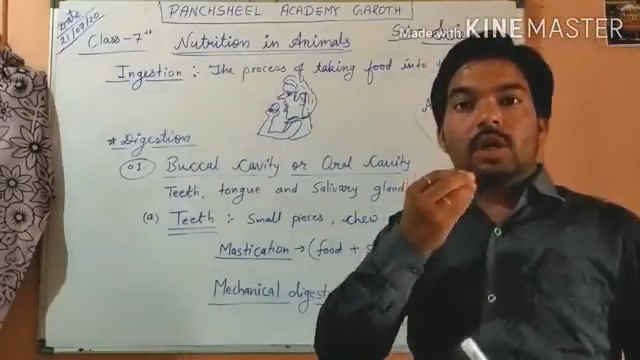 Date
21/09/20
PANCHSHEEL ACADEMY GAROTH
Made with KINEMASTER
Class - 7th
Nutrition in Animals
Ingestion :- The process of taking food into
* Digestion
01. Buccal Cavity or Oral Cavity
Teeth, tongue and Salivary gland
(a) Teeth :- Small pieces, chew
Mastication → (food +
Mechanical digest